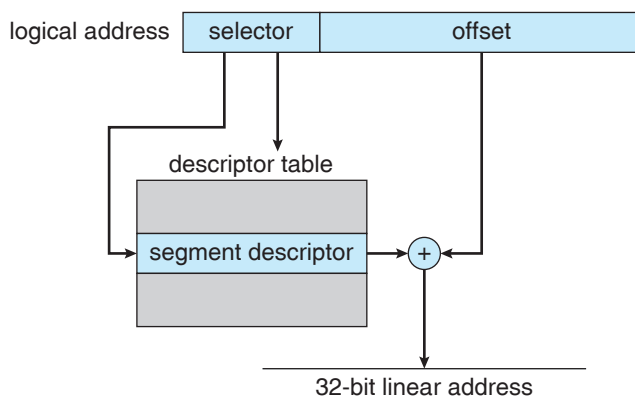 logical address selector offset
descriptor table
segment descriptor +
32-bit linear address